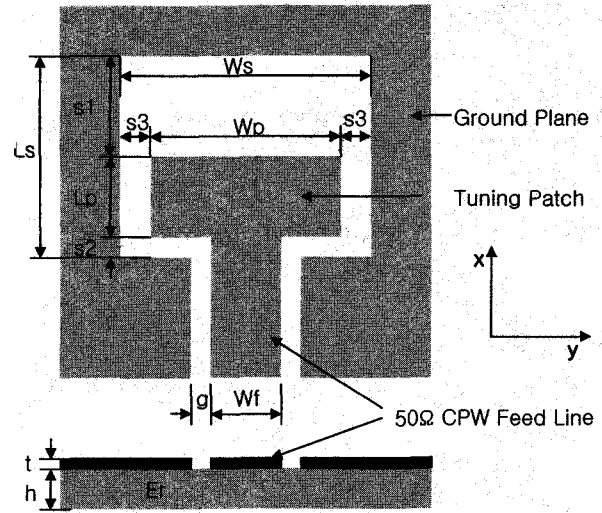 Ws
s1
s3
Wp
s3
Ground Plane
Ls
Lp
Tuning Patch
s2
x
y
g
Wf
50Ω CPW Feed Line
t
h
Er